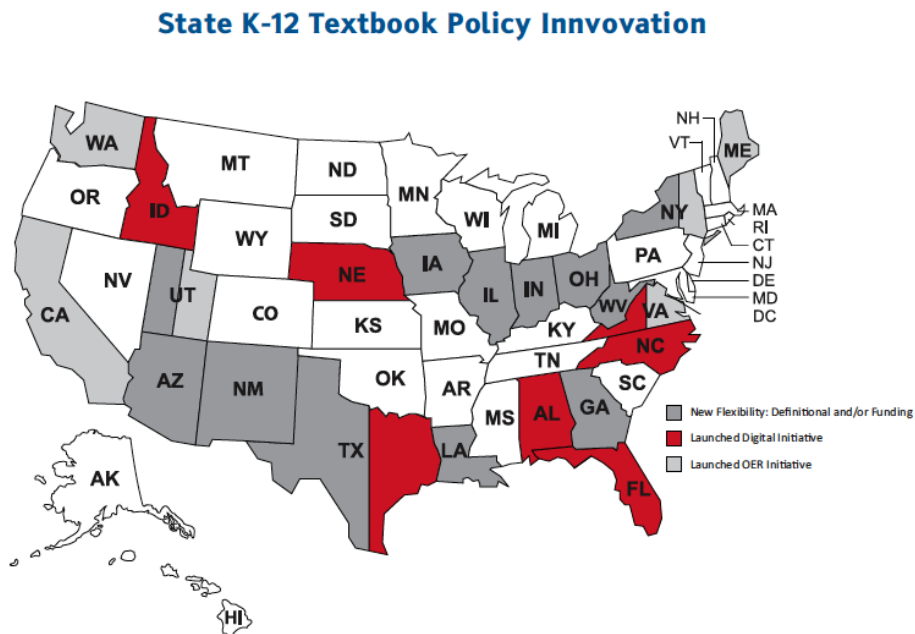 State K-12 Textbook Policy Innvovation
NH
VT
ME
WA
MT
ND
MN
OR
ID
SD
WI
MI
NY
MA
RI
CT
NJ
DE
MD
DC
WY
PA
NV
NE
IA
IL
IN
OH
UT
CO
WV
VA
CA
KS
MO
KY
NC
TN
AZ
NM
OK
AR
SC
MS
AL
GA
New Flexibility: Definitional and/or Funding
Launched Digital Initiative
Launched OER Initiative
TX
LA
AK
FL
HI